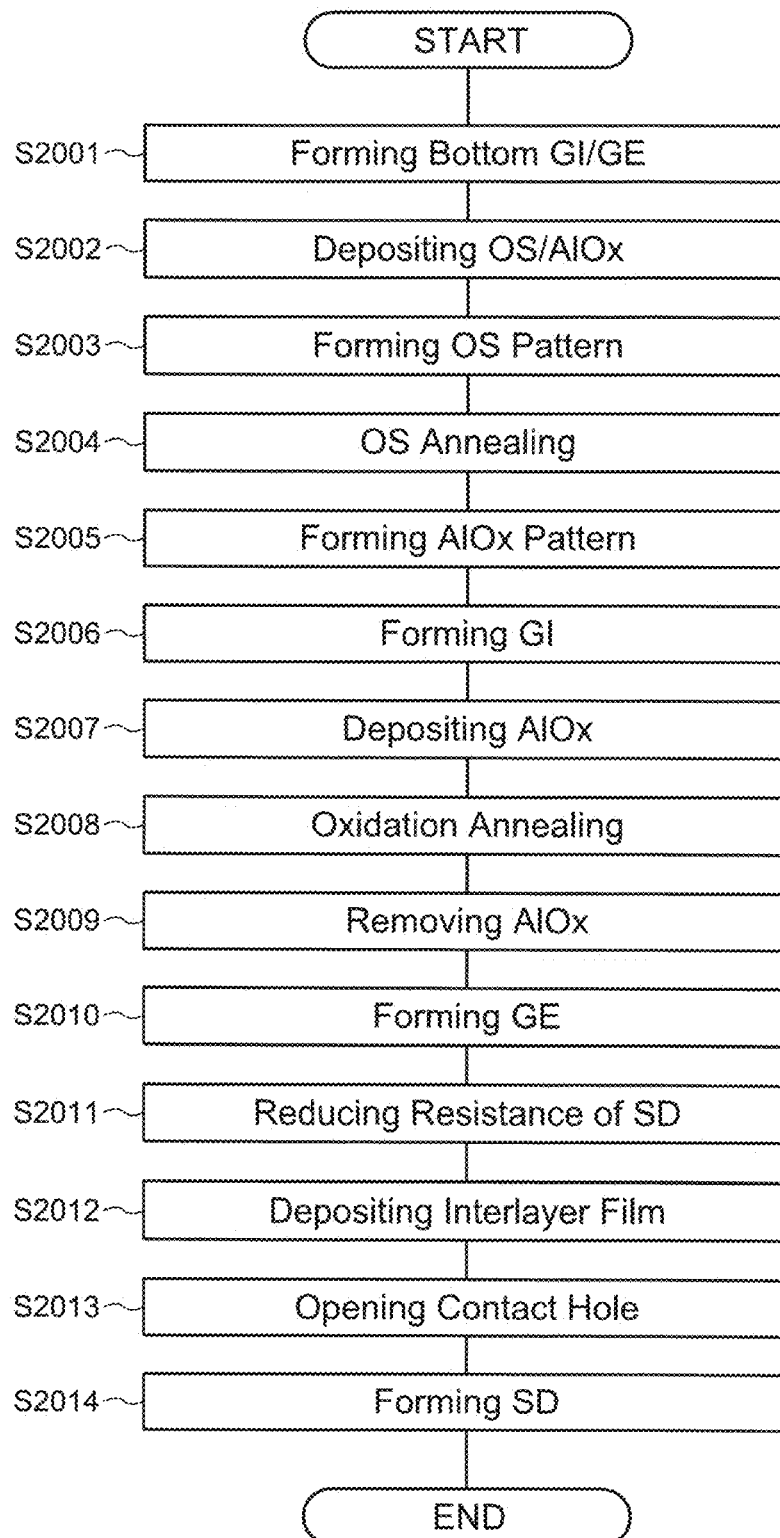 START
S2001 Forming Bottom GI/GE
S2002 Depositing OS/AlOx
S2003 Forming OS Pattern
S2004 OS Annealing
S2005 Forming AlOx Pattern
S2006 Forming GI
S2007 Depositing AlOx
S2008 Oxidation Annealing
S2009 Removing AlOx
S2010 Forming GE
S2011 Reducing Resistance of SD
S2012 Depositing Interlayer Film
S2013 Opening Contact Hole
S2014 Forming SD
END